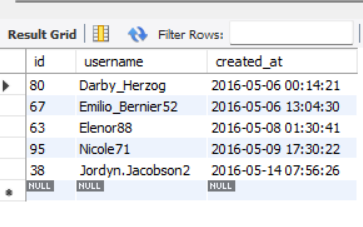 Result Grid Filter Rows:
id username created_at
80 Darby_Herzog 2016-05-06 00:14:21
67 Emilio_Bernier52 2016-05-06 13:04:30
63 Elenor88 2016-05-08 01:30:41
95 Nicole71 2016-05-09 17:30:22
38 Jordyn.Jacobson2 2016-05-14 07:56:26
NULL NULL NULL